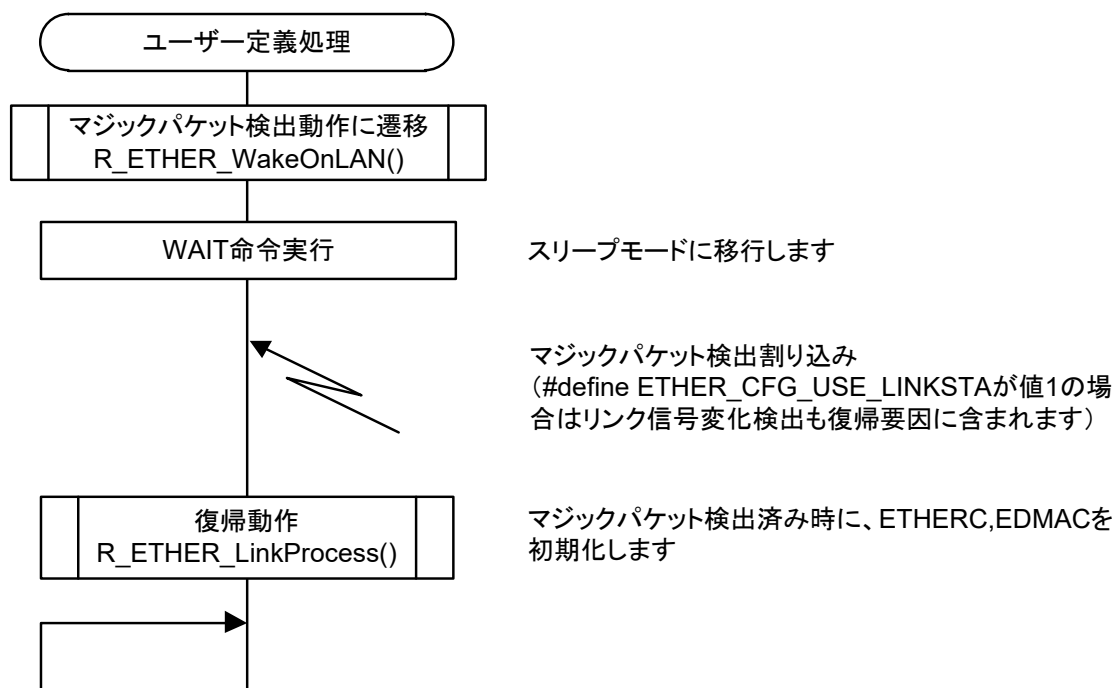 ユーザー定義処理
マジックパケット検出動作に遷移
R_ETHER_WakeOnLAN()
WAIT命令実行
スリープモードに移行します
マジックパケット検出割り込み
(#define ETHER_CFG_USE_LINKSTAが値1の場
合はリンク信号変化検出も復帰要因に含まれます)
復帰動作
R_ETHER_LinkProcess()
マジックパケット検出済み時に、ETHERC,EDMACを
初期化します